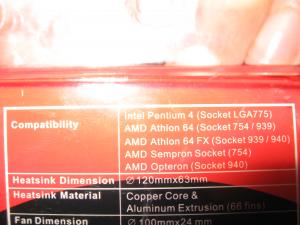 Compatibility
Intel Pentium 4 (Socket LGA775)
AMD Athlon 64 (Socket 754 / 939)
AMD Athlon 64 FX (Socket 939 / 940)
AMD Sempron Socket (754)
AMD Opteron (Socket 940)
Heatsink Dimension Ø 120mmx63mm
Heatsink Material Copper Core &
Aluminum Extrusion (66 fins)
Fan Dimension Ø 100mmx24 mm